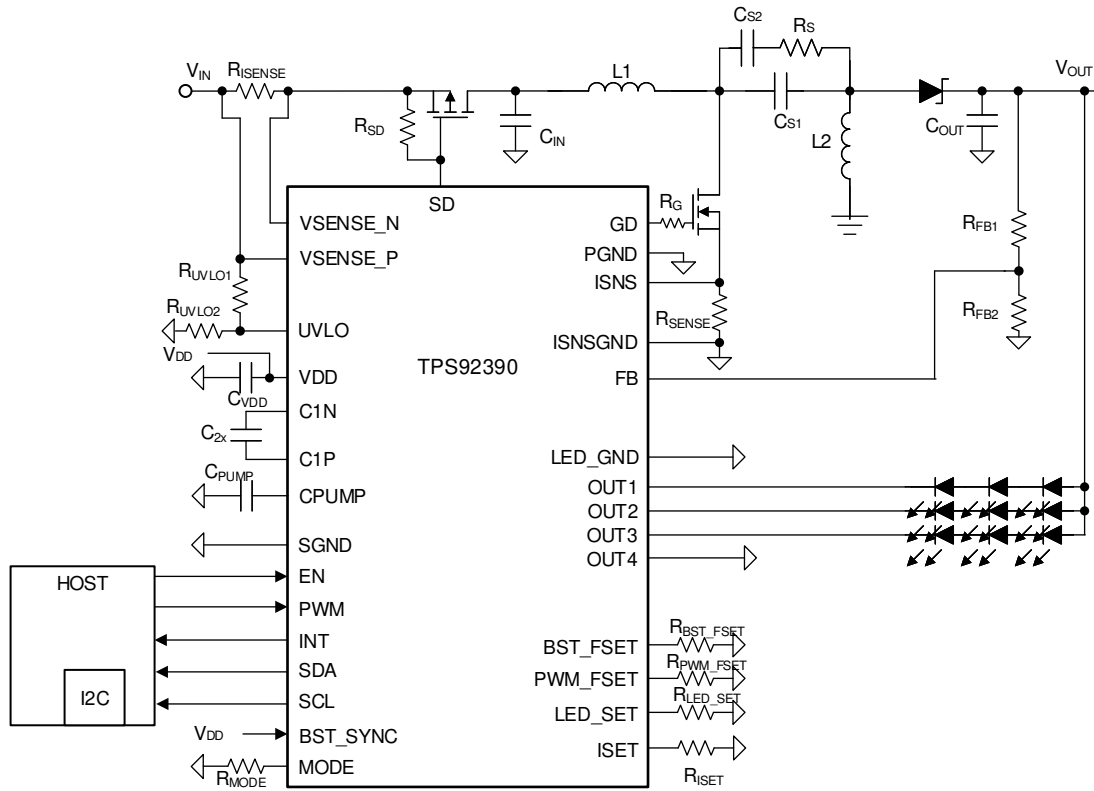 CS2
RS
VIN
RISENSE
L1
VOUT
RSD
CIN
CS1
COUT
L2
SD
RG
VSENSE_N
GD
RFB1
VSENSE_P
PGND
RUVLO1
ISNS
RUVLO2
RSENSE
RFB2
UVLO
ISNSGND
VDD
TPS92390
VDD
FB
CVDD
C1N
C2x
C1P
LED_GND
CPUMP
OUT1
CPUMP
OUT2
OUT3
SGND
OUT4
HOST
EN
PWM
RBST_FSET
INT
BST_FSET
RPWM_FSET
SDA
PWM_FSET
RLED_SET
I2C
SCL
LED_SET
VDD
BST_SYNC
ISET
MODE
RMODE
RISET